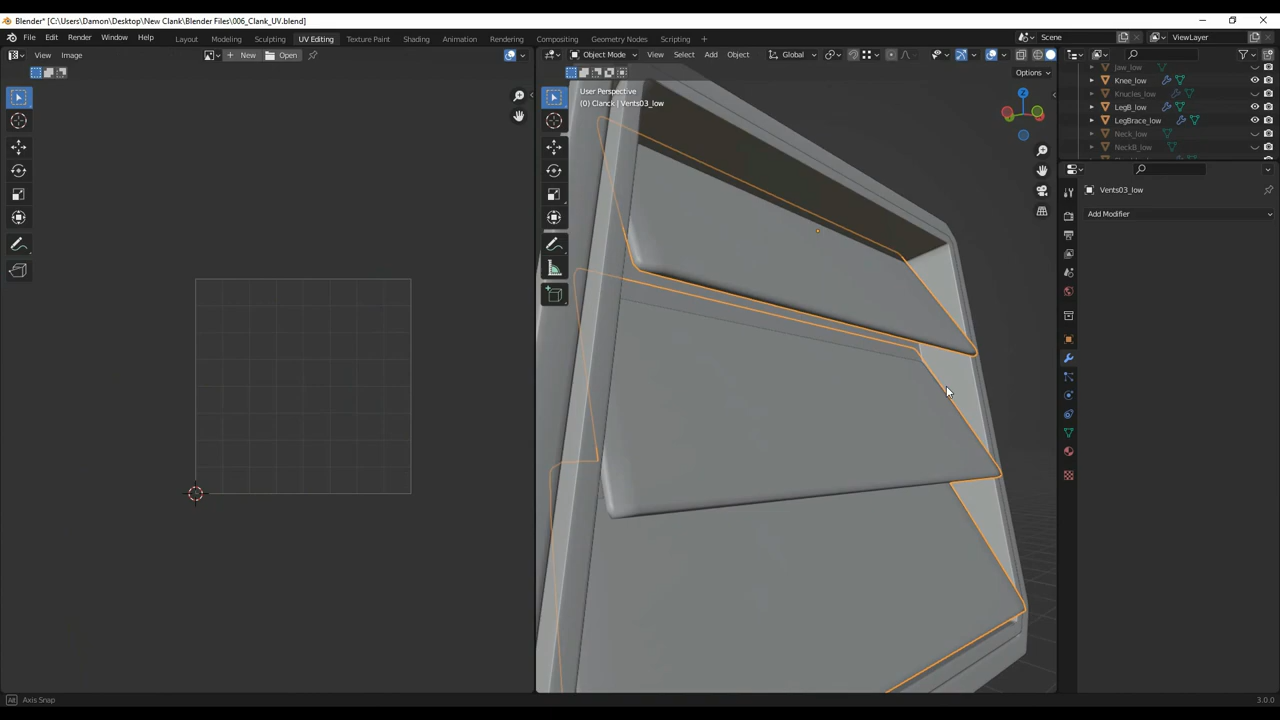 Blender* [C:\Users\Damon\Desktop\New Clank\Blender Files\006_Clank_UV.blend]
File Edit Render Window Help Layout Modeling Sculpting UV Editing Texture Paint Shading Animation Rendering Compositing Geometry Nodes Scripting + Scene ViewLayer
View Image New Open Object Mode View Select Add Object Global
Options
User Perspective
(0) Clanck | Vents03_low
Jaw_low
Knee_low
Knucles_low
LegB_low
LegBrace_low
Neck_low
NeckB_low
Vents03_low
Add Modifier
Z
Alt Axis Snap 3.0.0